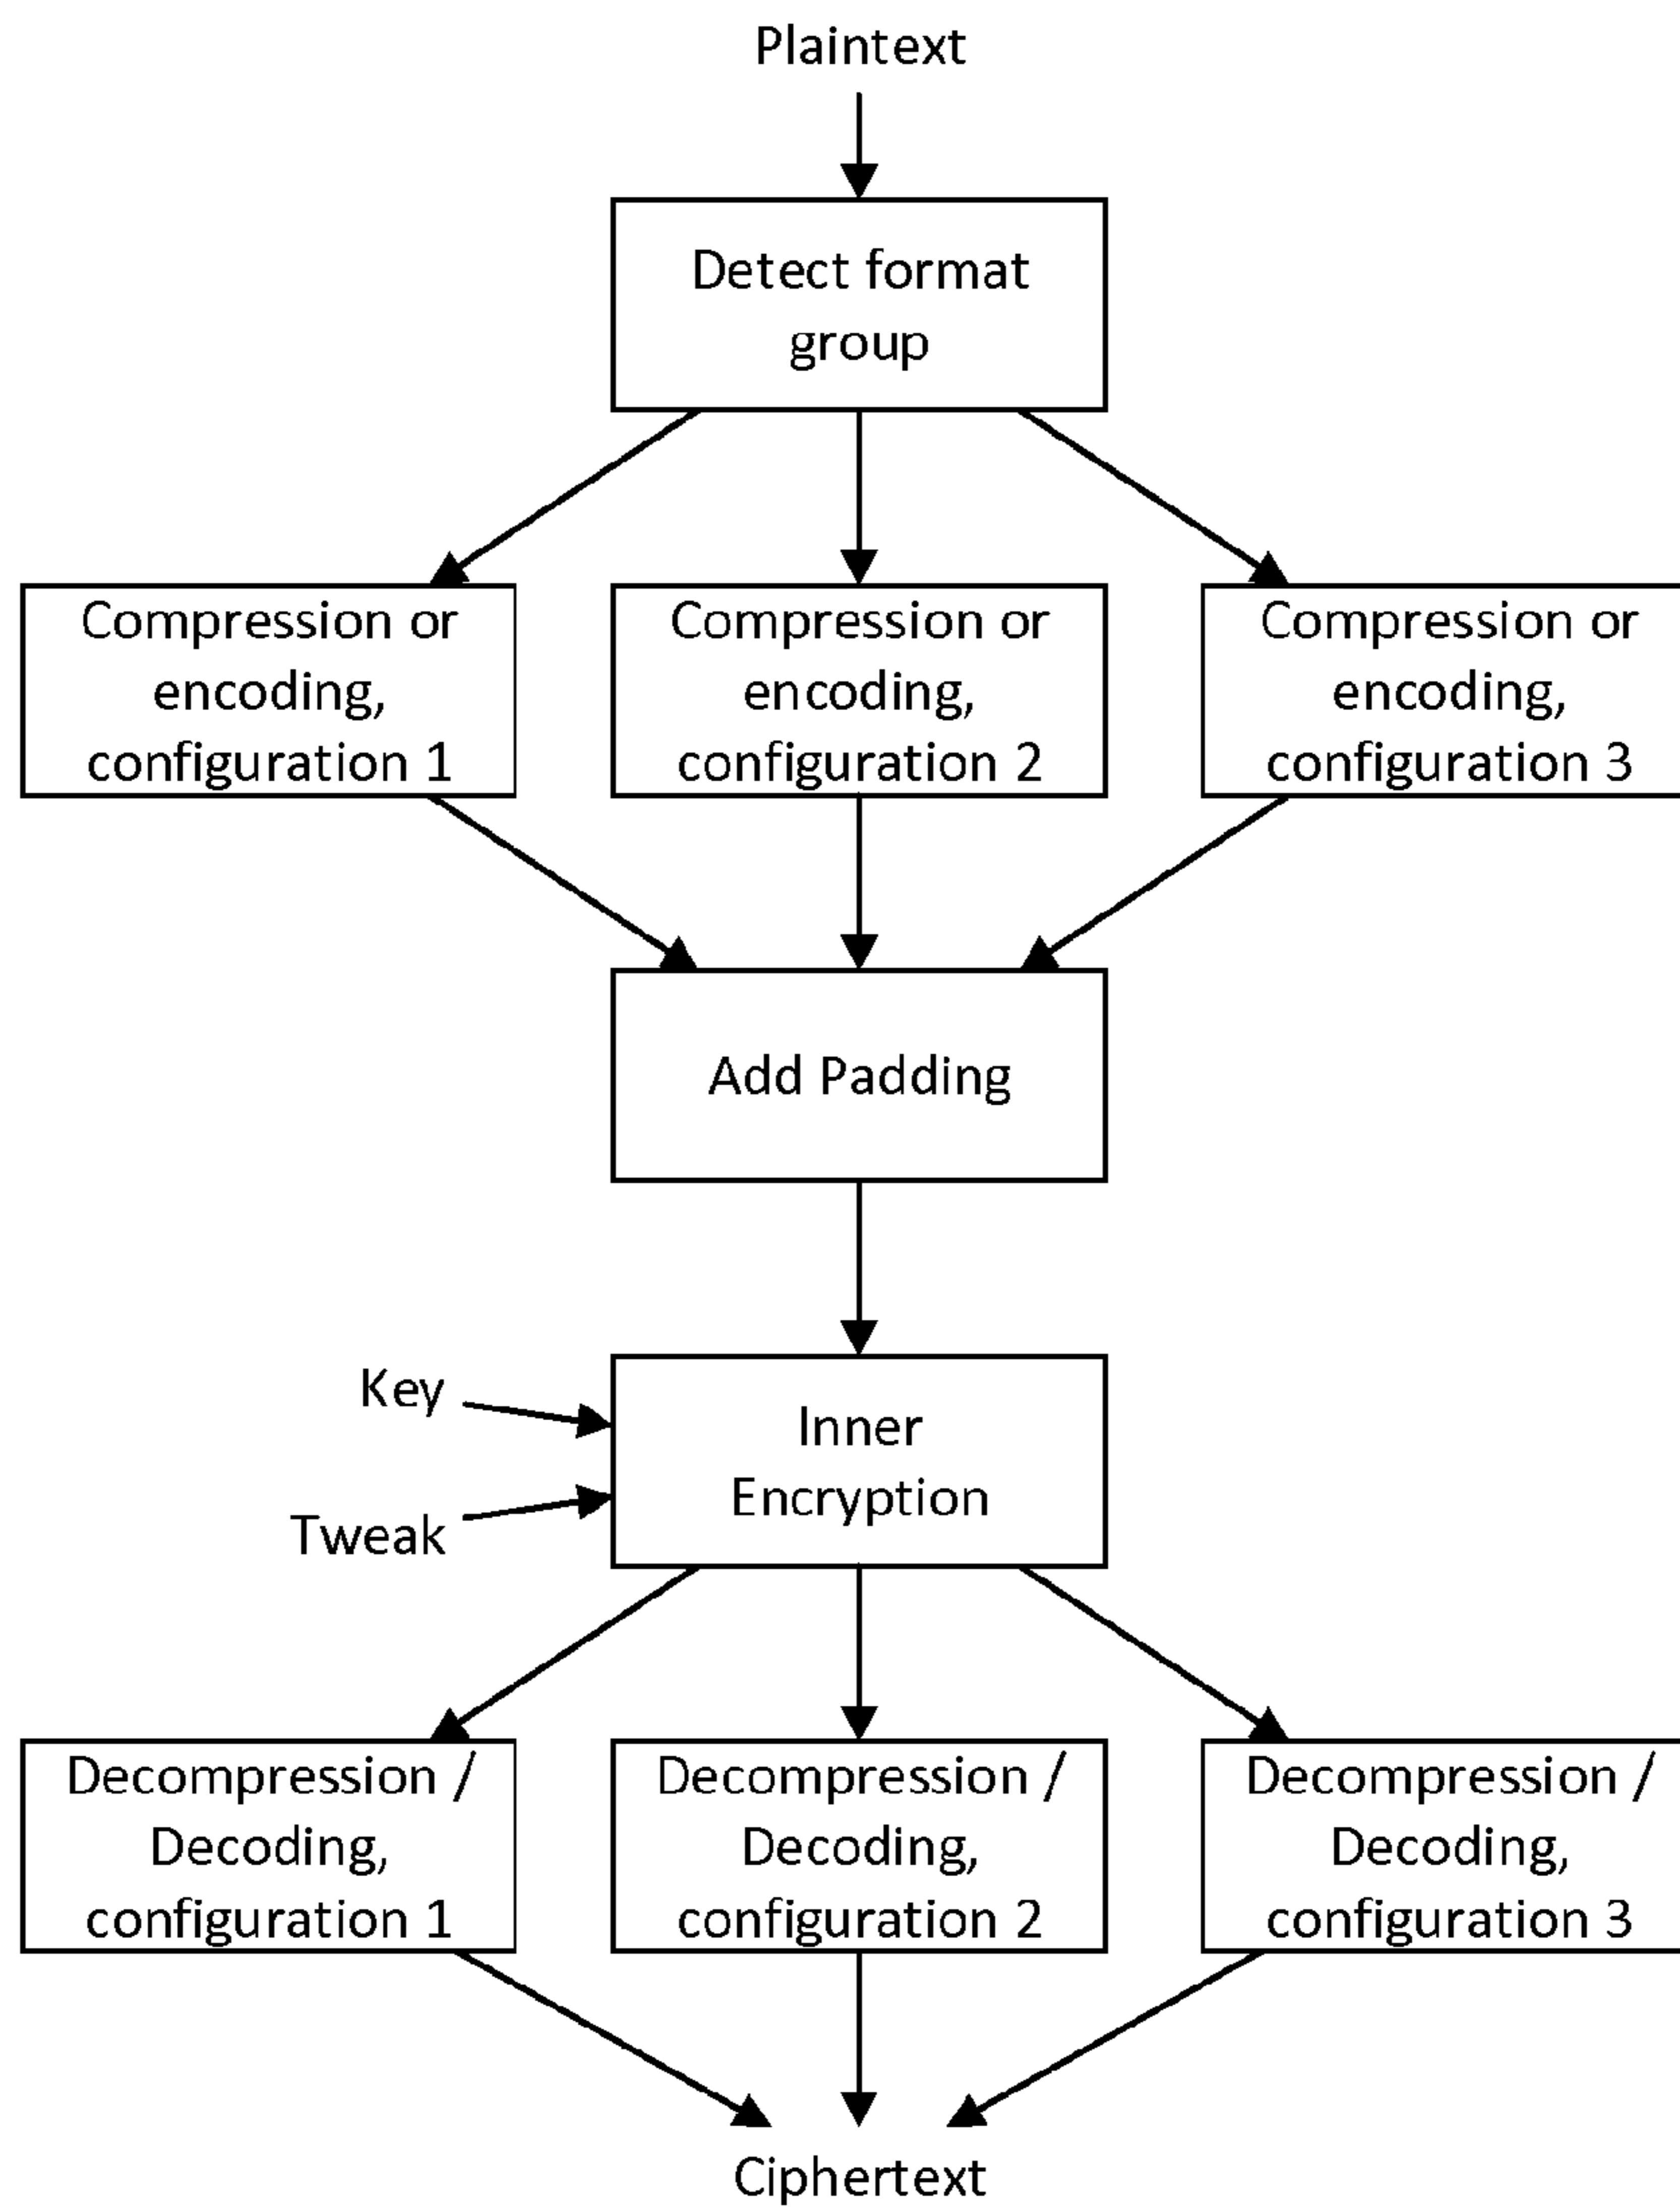 Plaintext
Detect format
group
Compression or
encoding,
configuration 1
Compression or
encoding,
configuration 2
Compression or
encoding,
configuration 3
Add Padding
Key
Tweak
Inner
Encryption
Decompression /
Decoding,
configuration 1
Decompression /
Decoding,
configuration 2
Decompression /
Decoding,
configuration 3
Ciphertext